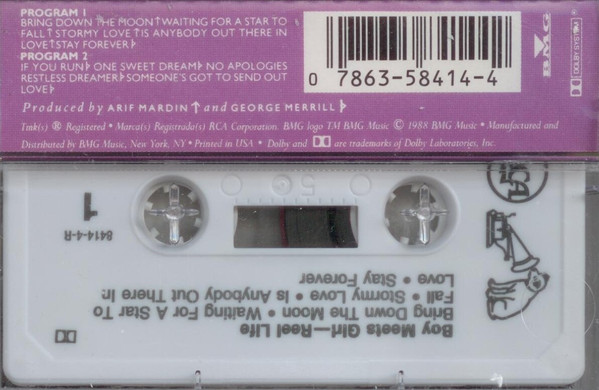 PROGRAM 1
BRING DOWN THE MOON WAITING FOR A STAR TO
FALL STORMY LOVE IS ANYBODY OUT THERE IN
LOVE STAY FOREVER
PROGRAM 2
IF YOU RUN ONE SWEET DREAM NO APOLOGIES
RESTLESS DREAMER SOMEONE'S GOT TO SEND OUT
LOVE
Produced by ARIF MARDIN and GEORGE MERRILL
Tmk(s) ® Registered • Marca(s) Registrada(s) RCA Corporation. BMG logo TM BMG Music © 1988 BMG Music • Manufactured and
Distributed by BMG Music, New York, NY • Printed in USA • Dolby and are trademarks of Dolby Laboratories, Inc.
0 7863-58414-4
BMG
DOLBY SYSTEM
RCA
Boy Meets Girl—Reel Life
Bring Down The Moon • Waiting For A Star To
Fall • Stormy Love • Is Anybody Out There In
Love • Stay Forever
1
8414-4-R
5